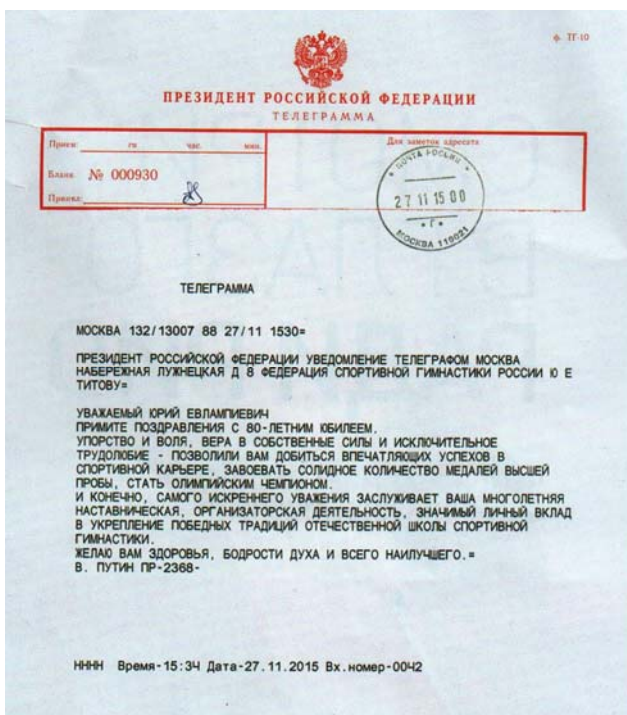 ф. ТГ-10
ПРЕЗИДЕНТ РОССИЙСКОЙ ФЕДЕРАЦИИ
ТЕЛЕГРАММА
Прием: го час. мин.
Бланк № 000930
Принял:
Для заметок адресата
ПОЧТА РОССИИ
27 11 15 00
Г
МОСКВА 119021
ТЕЛЕГРАММА
МОСКВА 132/13007 88 27/11 1530=
ПРЕЗИДЕНТ РОССИЙСКОЙ ФЕДЕРАЦИИ УВЕДОМЛЕНИЕ ТЕЛЕГРАФОМ МОСКВА
НАБЕРЕЖНАЯ ЛУЖНЕЦКАЯ Д 8 ФЕДЕРАЦИЯ СПОРТИВНОЙ ГИМНАСТИКИ РОССИИ Ю Е
ТИТОВУ=
УВАЖАЕМЫЙ ЮРИЙ ЕВЛАМПИЕВИЧ
ПРИМИТЕ ПОЗДРАВЛЕНИЯ С 80-ЛЕТНИМ ЮБИЛЕЕМ.
УПОРСТВО И ВОЛЯ, ВЕРА В СОБСТВЕННЫЕ СИЛЫ И ИСКЛЮЧИТЕЛЬНОЕ
ТРУДОЛЮБИЕ - ПОЗВОЛИЛИ ВАМ ДОБИТЬСЯ ВПЕЧАТЛЯЮЩИХ УСПЕХОВ В
СПОРТИВНОЙ КАРЬЕРЕ, ЗАВОЕВАТЬ СОЛИДНОЕ КОЛИЧЕСТВО МЕДАЛЕЙ ВЫСШЕЙ
ПРОБЫ, СТАТЬ ОЛИМПИЙСКИМ ЧЕМПИОНОМ.
И КОНЕЧНО, САМОГО ИСКРЕННЕГО УВАЖЕНИЯ ЗАСЛУЖИВАЕТ ВАША МНОГОЛЕТНЯЯ
НАСТАВНИЧЕСКАЯ, ОРГАНИЗАТОРСКАЯ ДЕЯТЕЛЬНОСТЬ, ЗНАЧИМЫЙ ЛИЧНЫЙ ВКЛАД
В УКРЕПЛЕНИЕ ПОБЕДНЫХ ТРАДИЦИЙ ОТЕЧЕСТВЕННОЙ ШКОЛЫ СПОРТИВНОЙ
ГИМНАСТИКИ.
ЖЕЛАЮ ВАМ ЗДОРОВЬЯ, БОДРОСТИ ДУХА И ВСЕГО НАИЛУЧШЕГО.=
В. ПУТИН ПР-2368-
НННН Время-15:34 Дата-27.11.2015 Вх.номер-0042